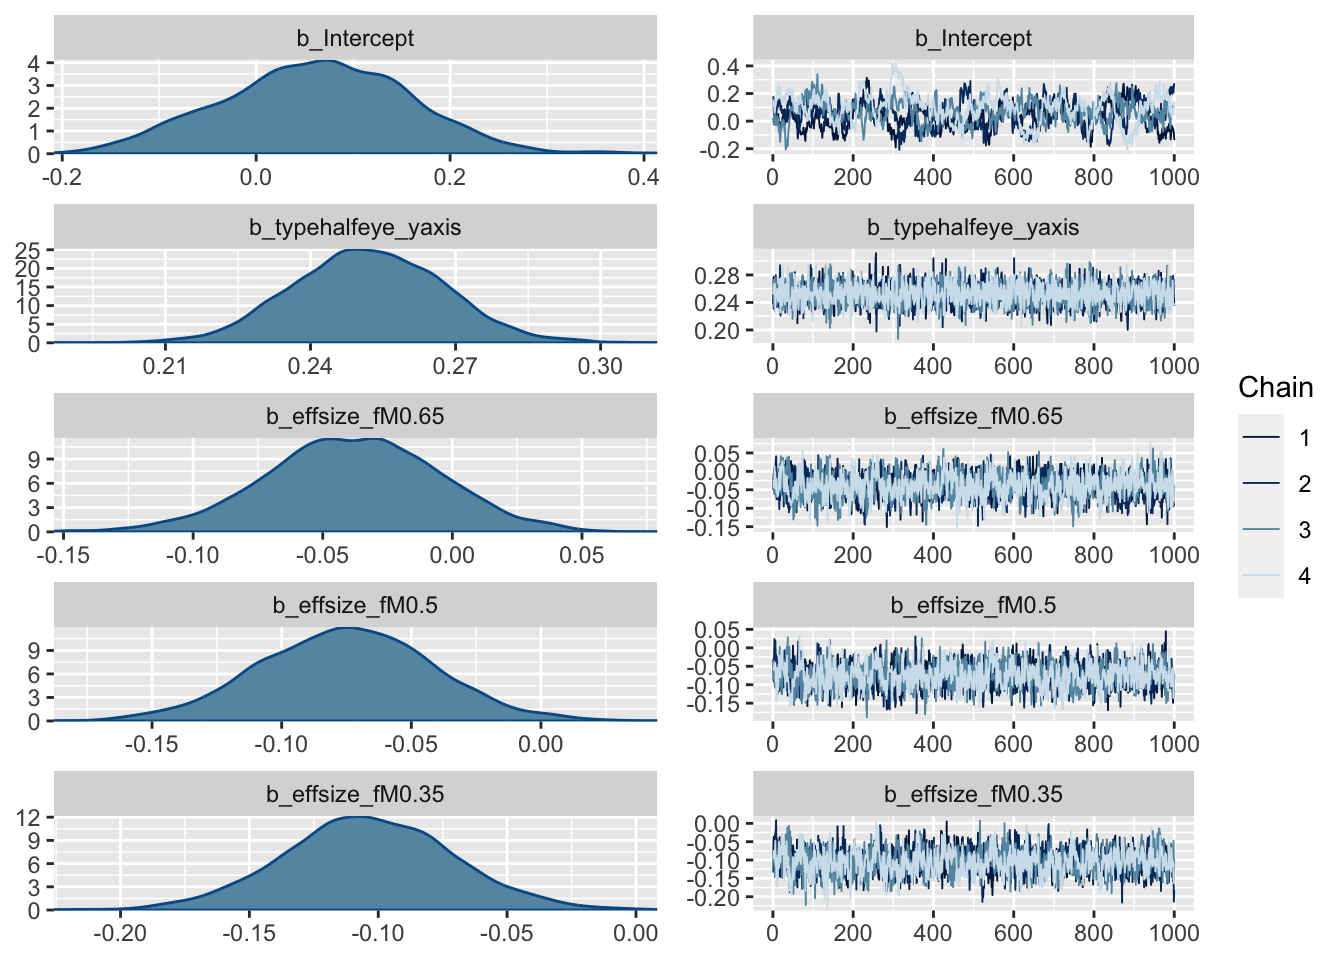 b_Intercept
4
3
2
1
0
-0.2 0.0 0.2 0.4
b_Intercept
0.4
0.2
0.0
-0.2
0 200 400 600 800 1000
b_typehalfeye_yaxis
25
20
15
10
5
0
0.21 0.24 0.27 0.30
b_typehalfeye_yaxis
0.28
0.24
0.20
0 200 400 600 800 1000
b_effsize_fM0.65
9
6
3
0
-0.15 -0.10 -0.05 0.00 0.05
b_effsize_fM0.65
0.05
0.00
-0.05
-0.10
-0.15
0 200 400 600 800 1000
b_effsize_fM0.5
9
6
3
0
-0.15 -0.10 -0.05 0.00
b_effsize_fM0.5
0.05
0.00
-0.05
-0.10
-0.15
0 200 400 600 800 1000
b_effsize_fM0.35
12
9
6
3
0
-0.20 -0.15 -0.10 -0.05 0.00
b_effsize_fM0.35
0.00
-0.05
-0.10
-0.15
-0.20
0 200 400 600 800 1000
Chain
1
2
3
4